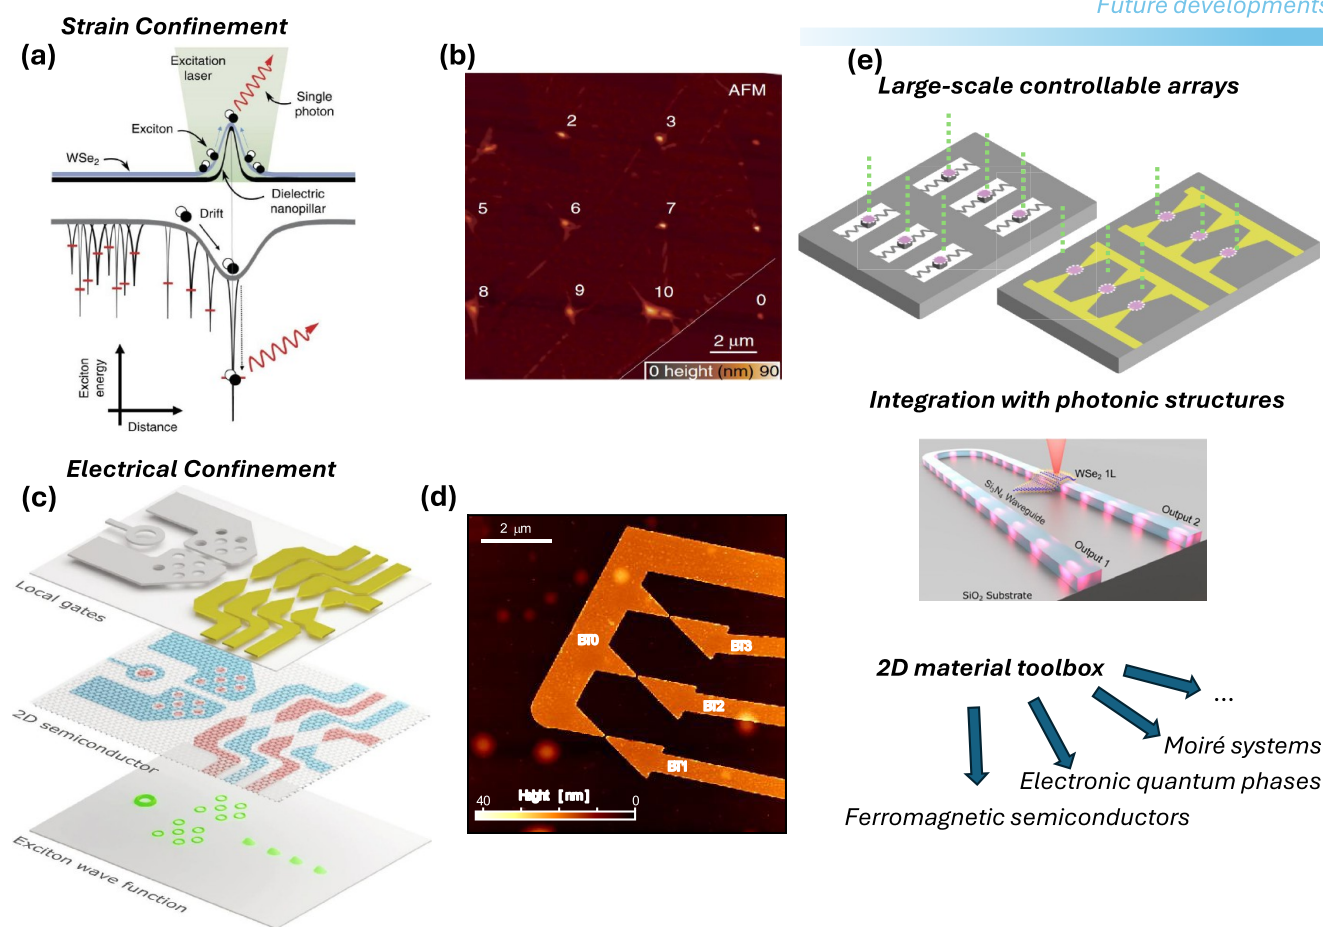 Strain Confinement
(a)
Excitation
laser
Single
photon
Exciton
WSe₂
Dielectric
nanopillar
Drift
Exciton
energy
Distance
(b)
AFM
2
3
5
6
7
8
9
10
0
2 μm
0 height (nm) 90
Electrical Confinement
(c)
Local gates
2D semiconductor
Exciton wave function
(d)
2 μm
BT0
BT3
BT2
BT1
Height [nm]
40
0
Future developments
(e)
Large-scale controllable arrays
Integration with photonic structures
WSe₂ 1L
Si₃N₄ Waveguide
Output 2
Output 1
SiO₂ Substrate
2D material toolbox
...
Moiré systems
Electronic quantum phases
Ferromagnetic semiconductors